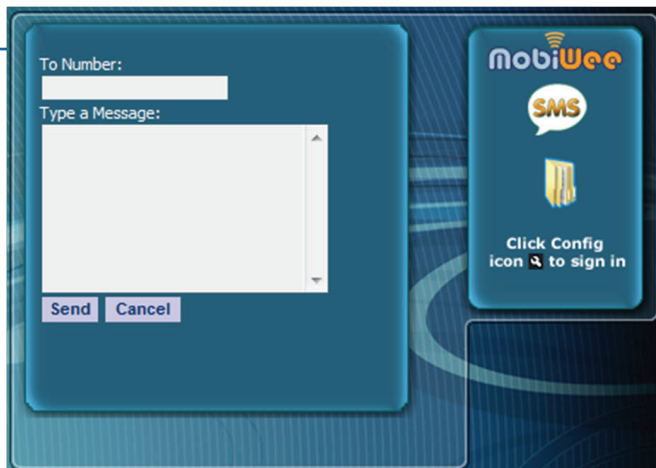 To Number:
Type a Message:
Send Cancel
MobiWee
SMS
Click Config
icon to sign in